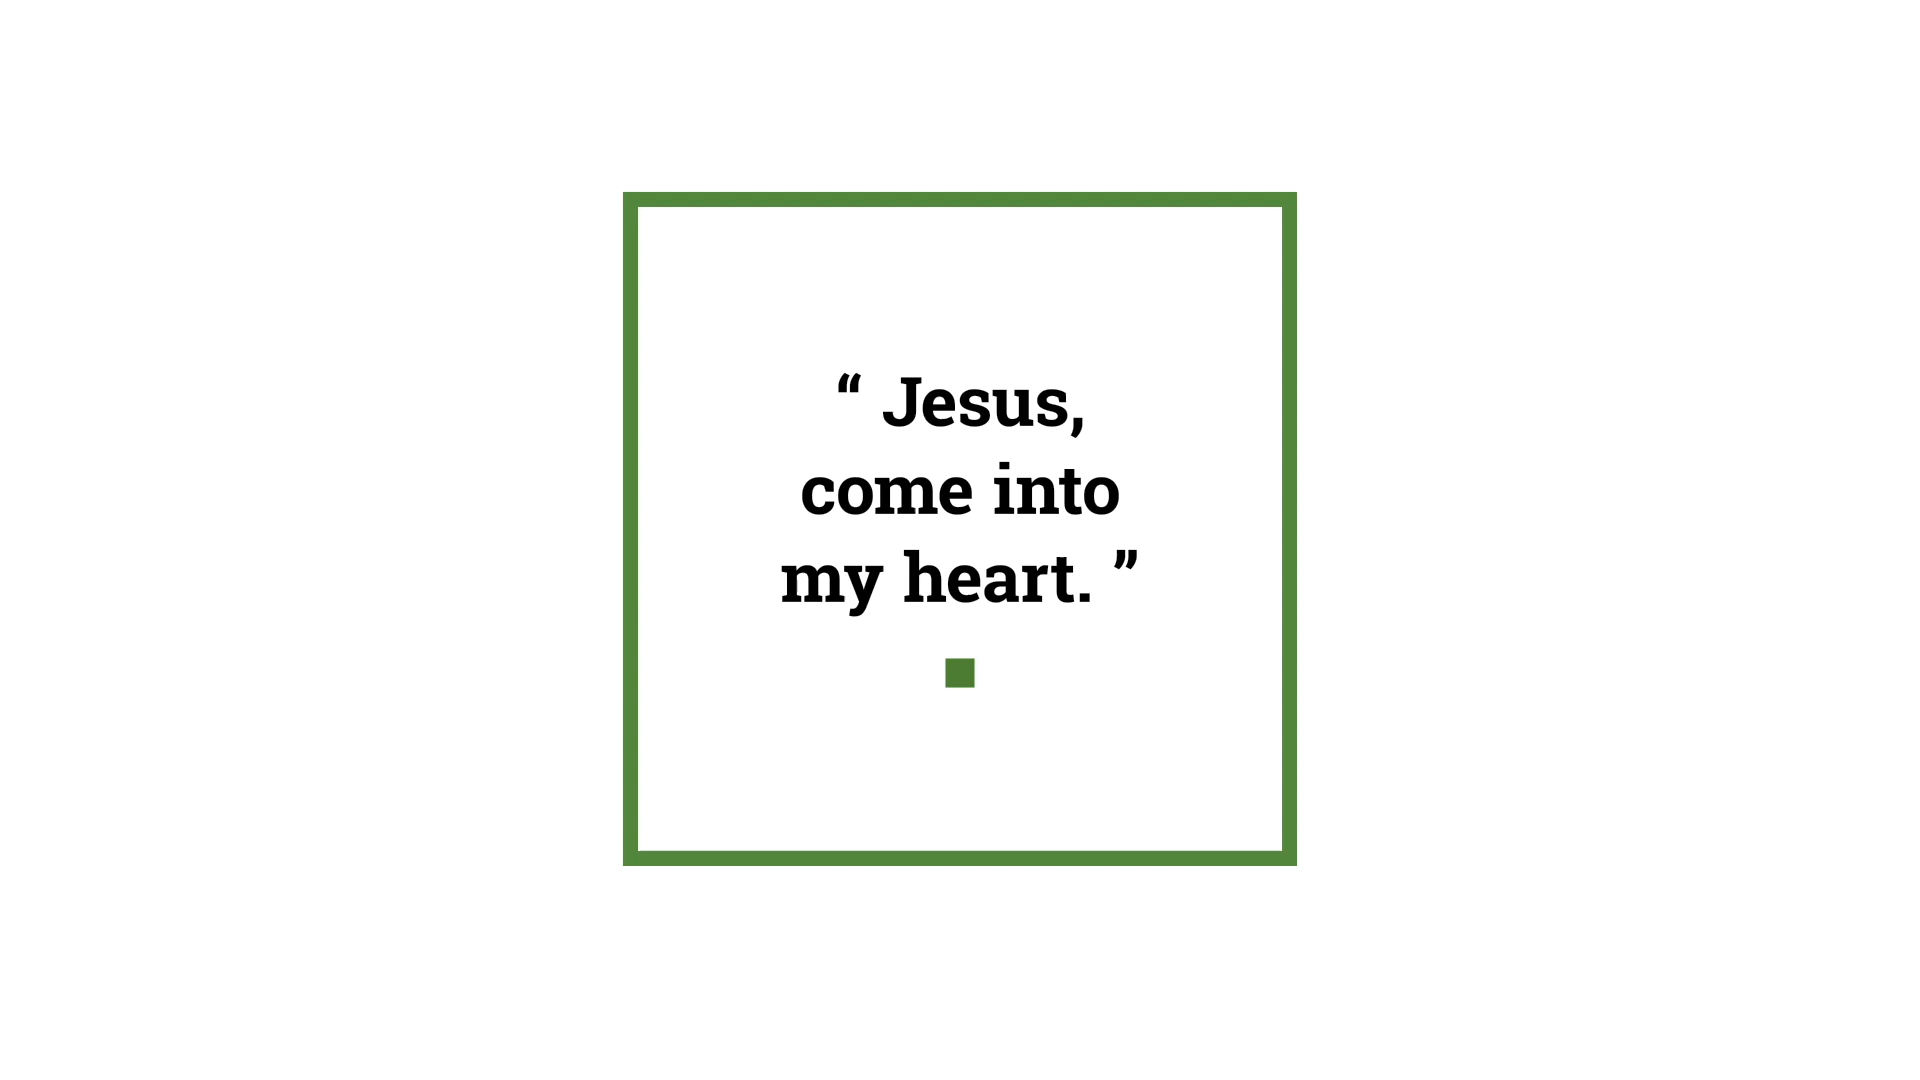 “ Jesus,
come into
my heart. ”